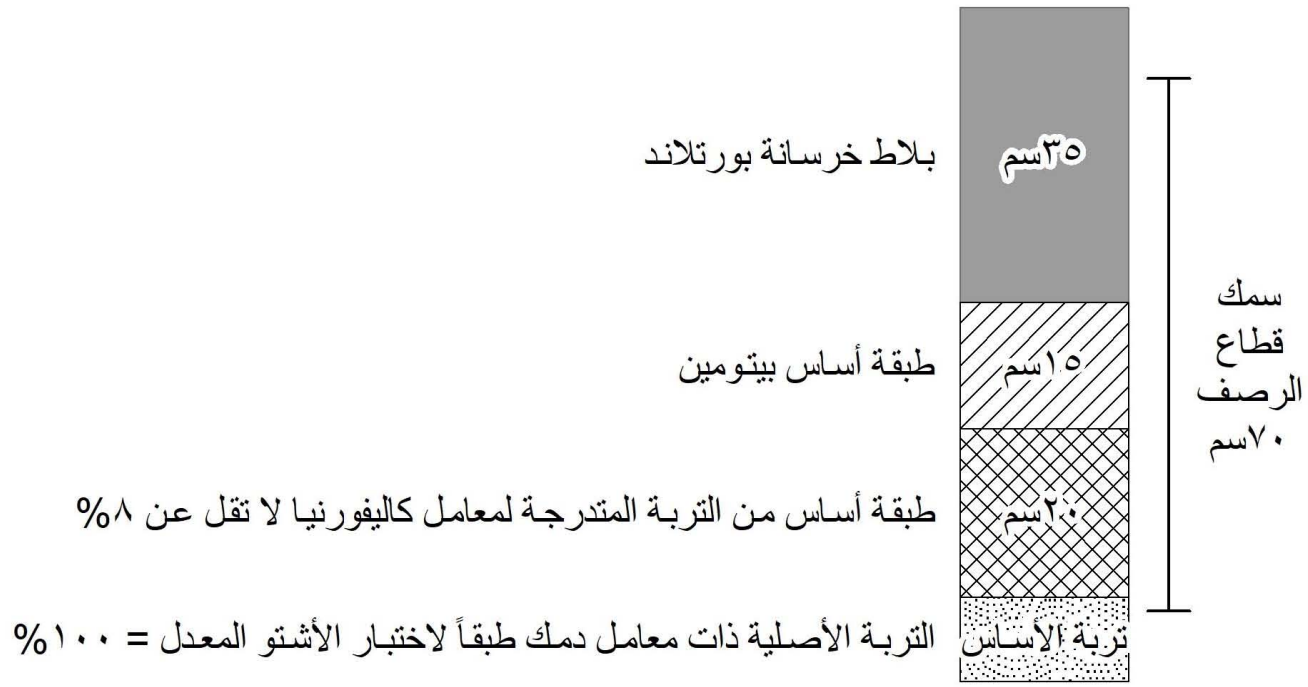 ٣٥سم
بلاط خرسانة بورتلاند
سمك
قطاع
الرصف
٧٠سم
١٥سم
طبقة أساس بيتومين
٢٠سم
طبقة أساس من التربة المتدرجة لمعامل كاليفورنيا لا تقل عن ٨%
تربة الأساس
التربة الأصلية ذات معامل دمك طبقاً لاختبار الأشتو المعدل = ١٠٠%